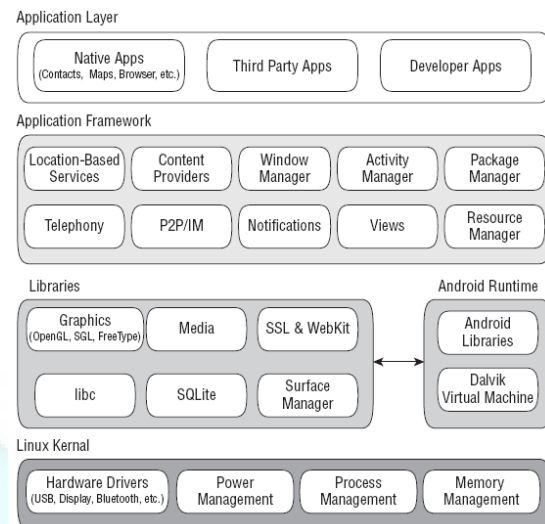 Application Layer
Native Apps
(Contacts, Maps, Browser, etc.)
Third Party Apps
Developer Apps
Application Framework
Location-Based
Services
Content
Providers
Window
Manager
Activity
Manager
Package
Manager
Telephony
P2P/IM
Notifications
Views
Resource
Manager
Libraries
Graphics
(OpenGL, SGL, FreeType)
Media
SSL & WebKit
libc
SQLite
Surface
Manager
Android Runtime
Android
Libraries
Dalvik
Virtual Machine
Linux Kernal
Hardware Drivers
(USB, Display, Bluetooth, etc.)
Power
Management
Process
Management
Memory
Management